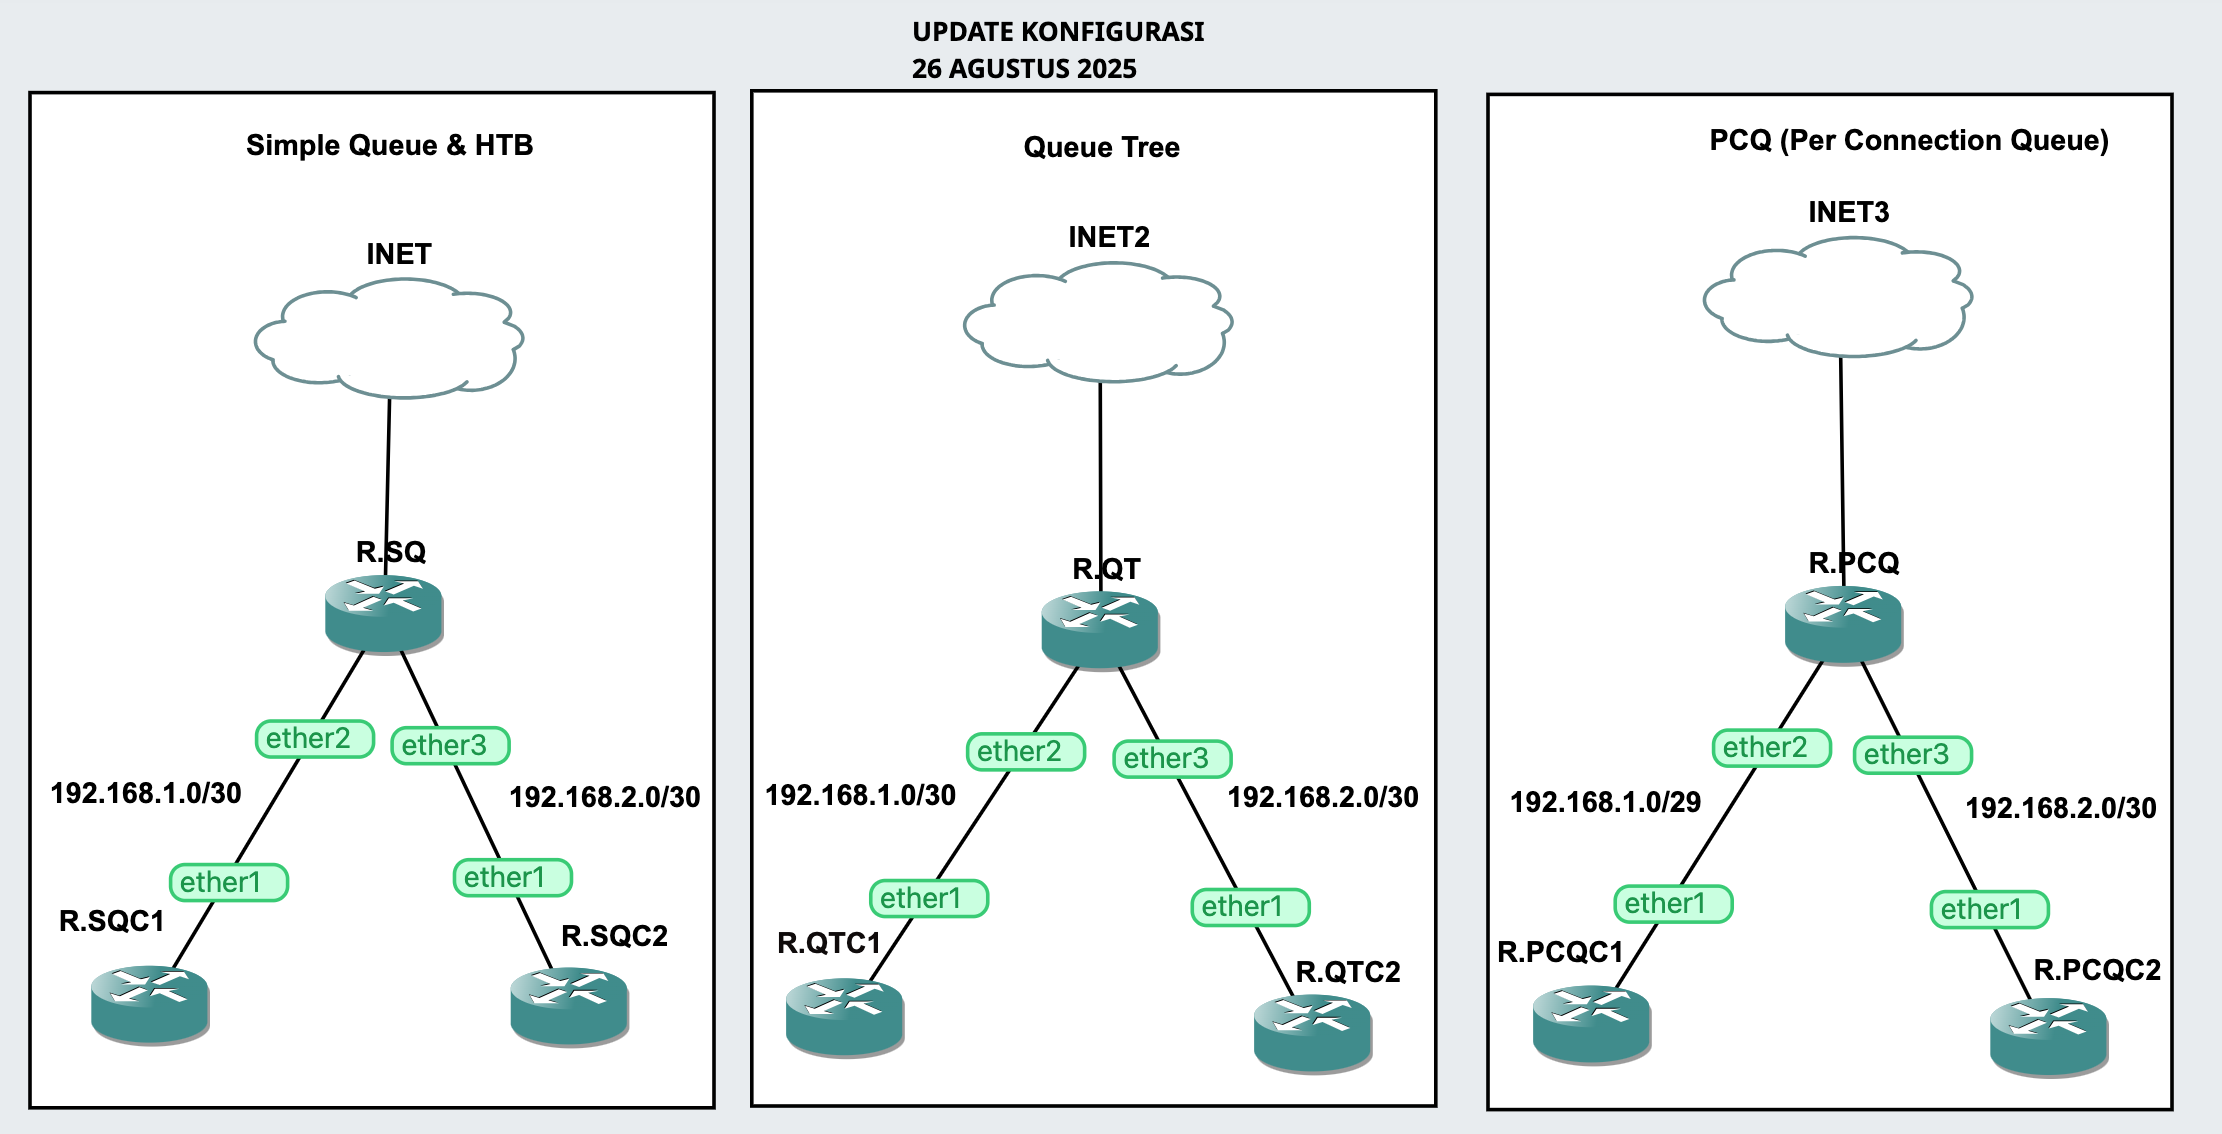 UPDATE KONFIGURASI
26 AGUSTUS 2025
Simple Queue & HTB
INET
R.SQ
ether2
ether3
192.168.1.0/30
192.168.2.0/30
ether1
ether1
R.SQC1
R.SQC2
Queue Tree
INET2
R.QT
ether2
ether3
192.168.1.0/30
192.168.2.0/30
ether1
ether1
R.QTC1
R.QTC2
PCQ (Per Connection Queue)
INET3
R.PCQ
ether2
ether3
192.168.1.0/29
192.168.2.0/30
ether1
ether1
R.PCQC1
R.PCQC2